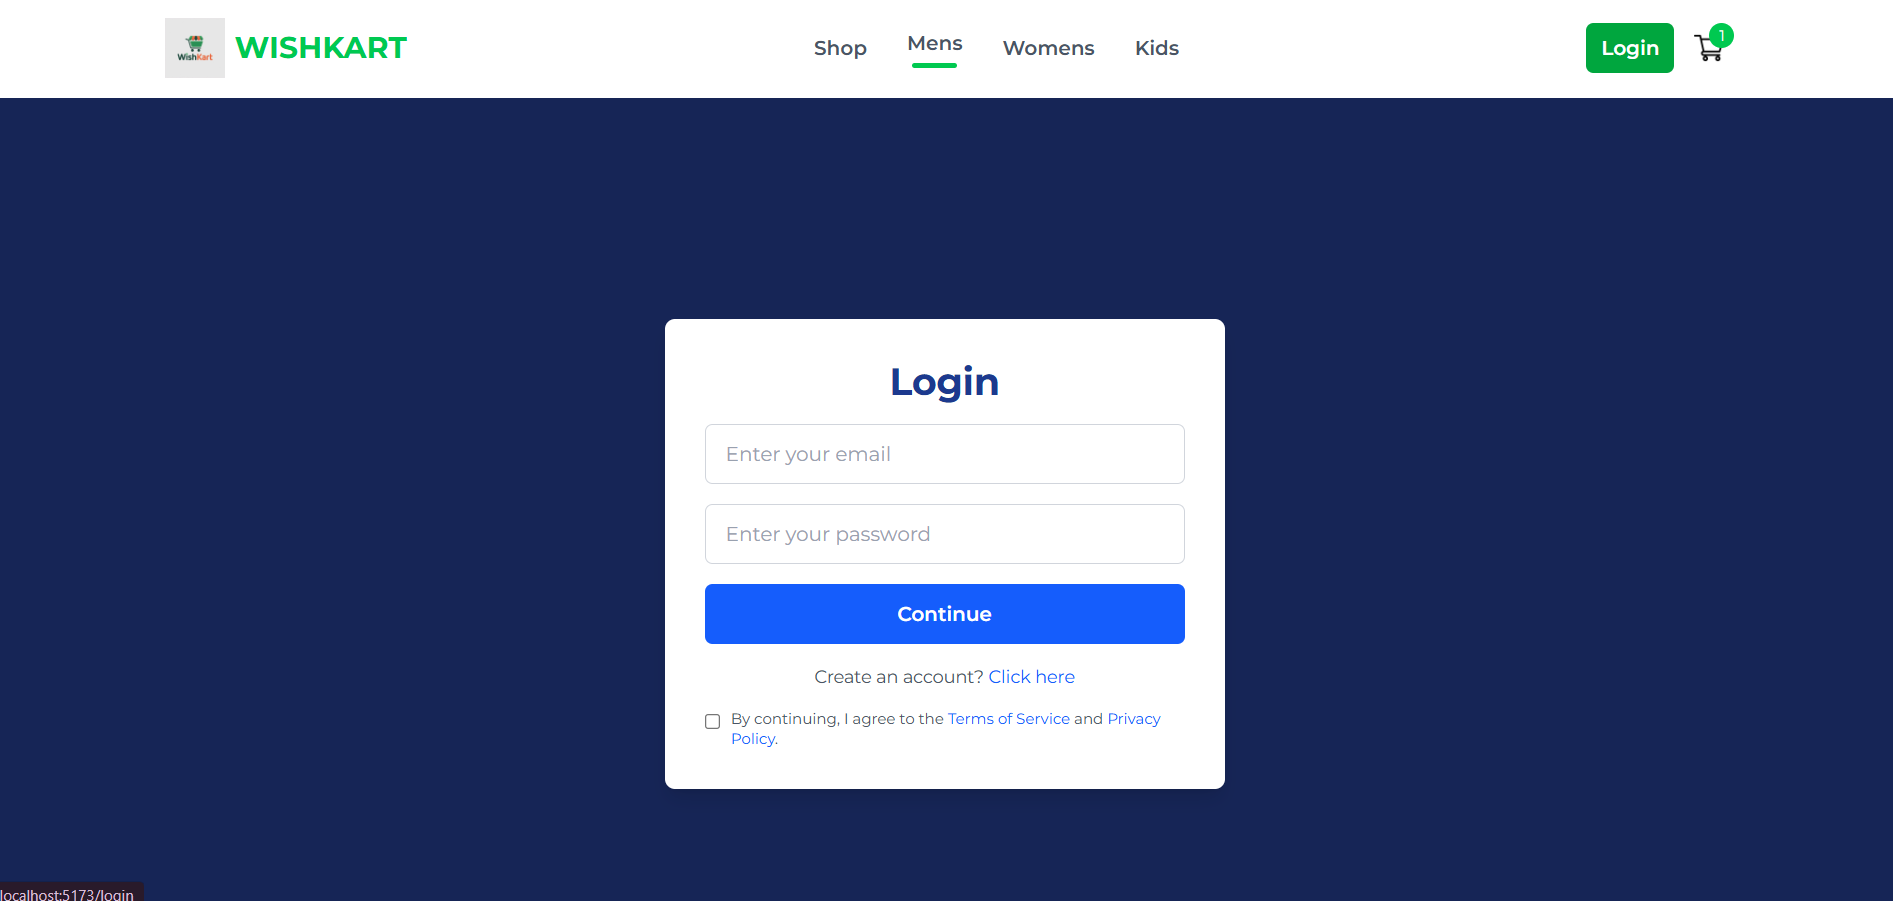 WishKart
WISHKART
Shop
Mens
Womens
Kids
Login
1
Login
Enter your email
Enter your password
Continue
Create an account? Click here
By continuing, I agree to the Terms of Service and Privacy
Policy.
localhost:5173/login